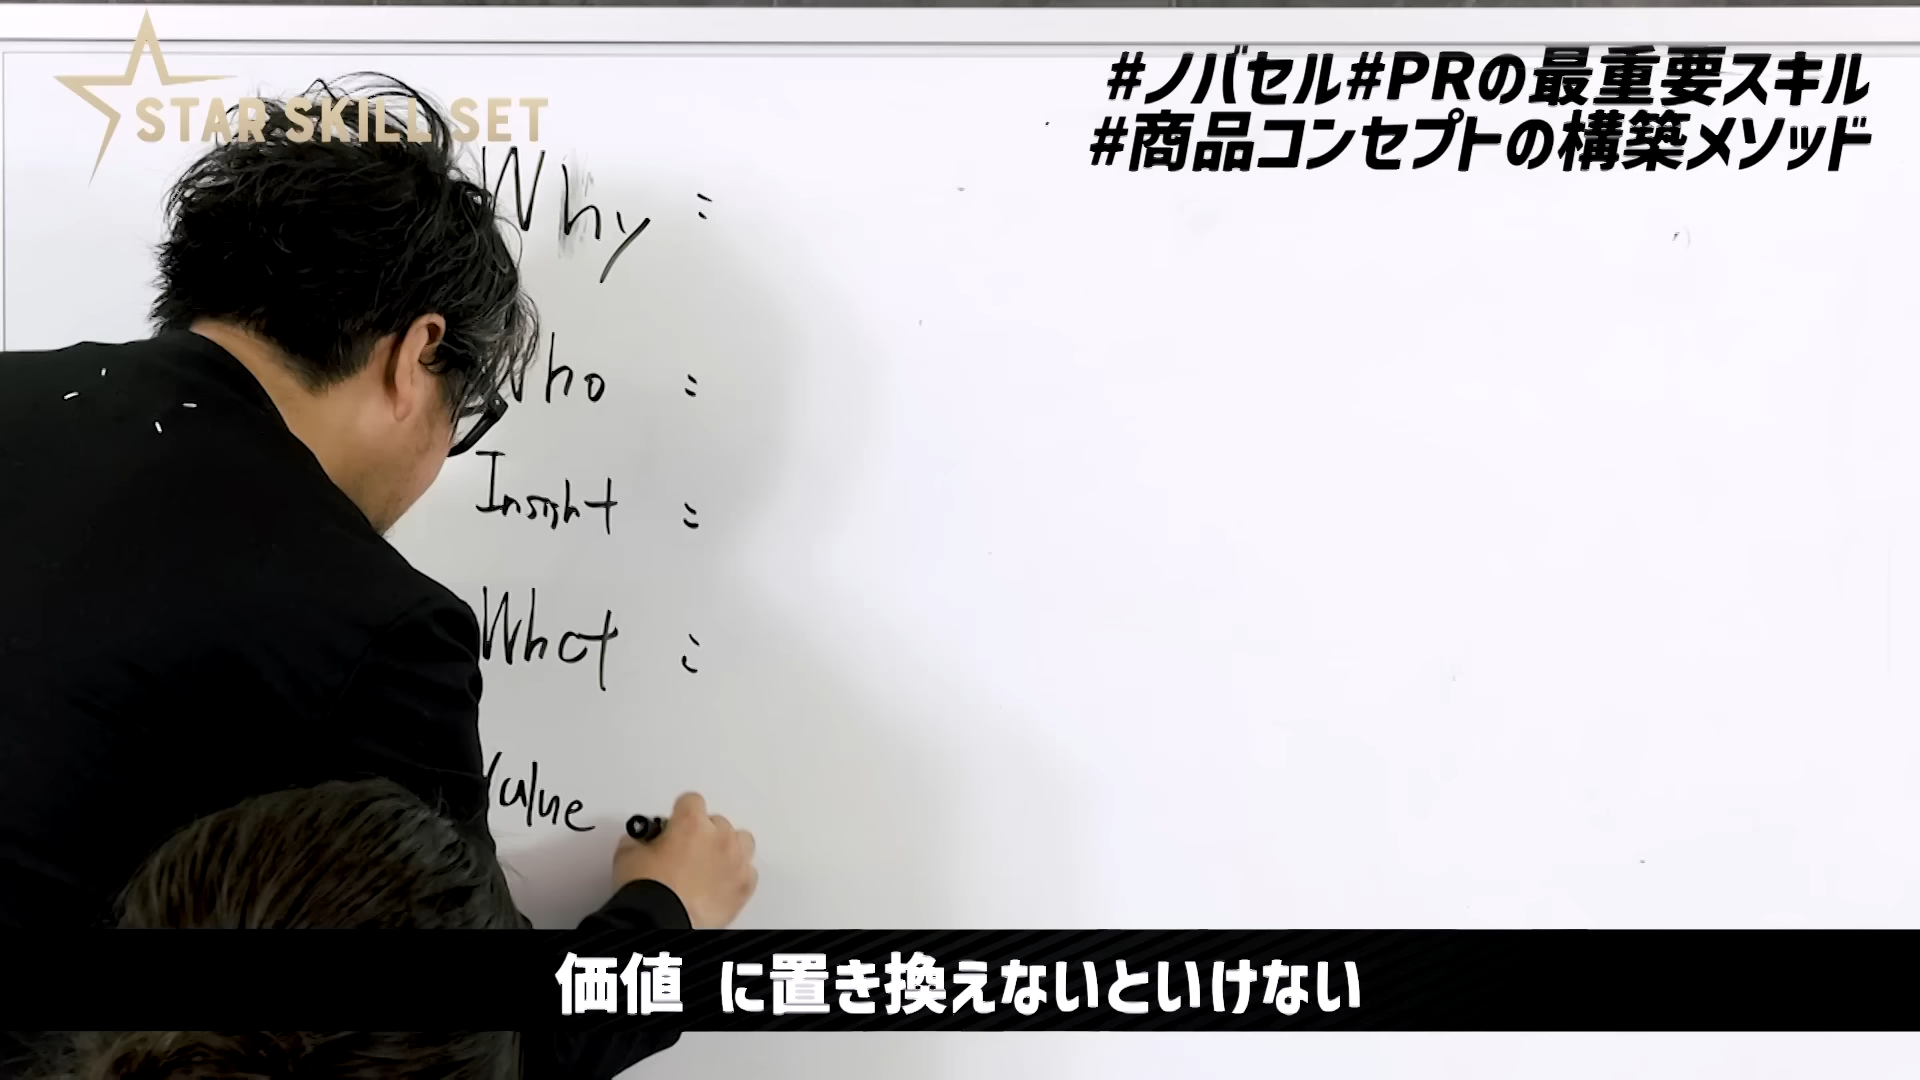 STAR SKILL SET
#ノバセル#PRの最重要スキル
#商品コンセプトの構築メソッド
Why :
Who :
Insight :
What :
Value
価値 に置き換えないといけない